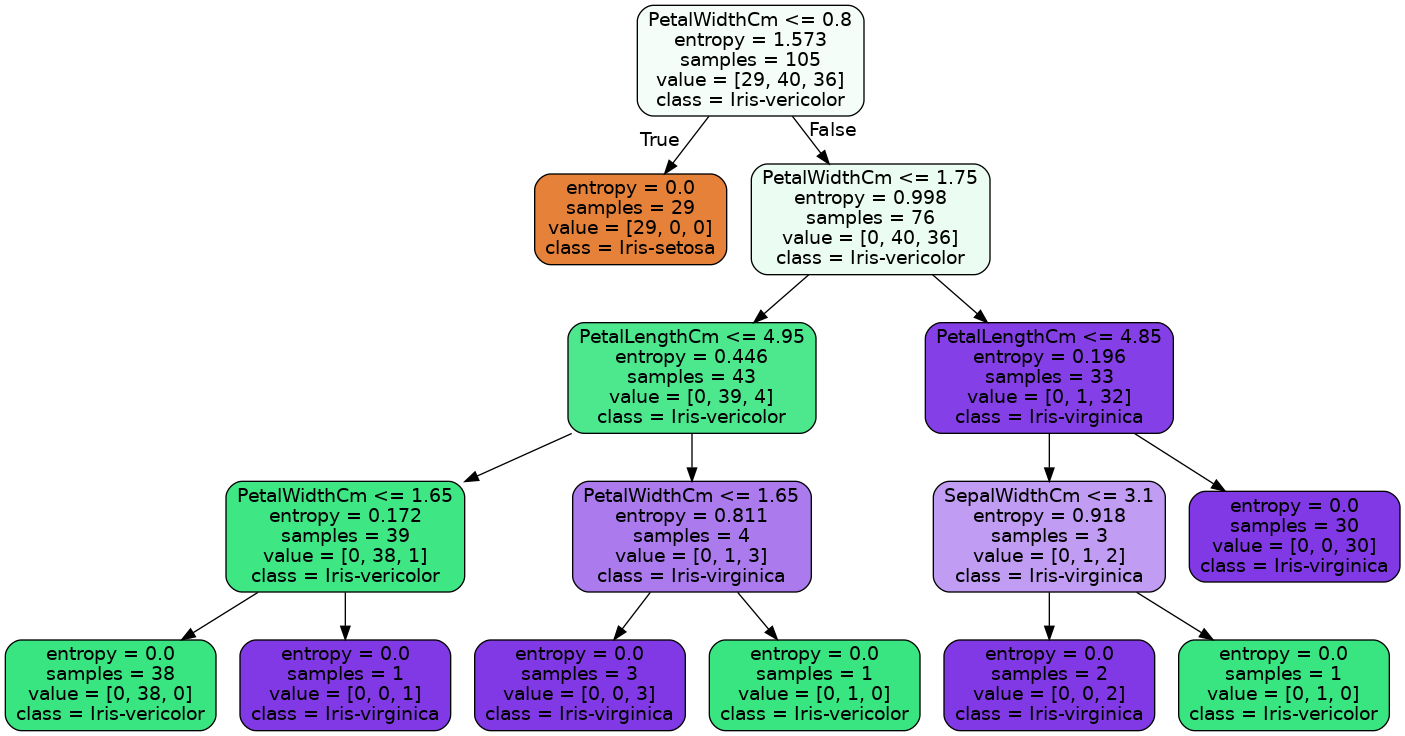 PetalWidthCm <= 0.8
entropy = 1.573
samples = 105
value = [29, 40, 36]
class = Iris-vericolor
True
False
entropy = 0.0
samples = 29
value = [29, 0, 0]
class = Iris-setosa
PetalWidthCm <= 1.75
entropy = 0.998
samples = 76
value = [0, 40, 36]
class = Iris-vericolor
PetalLengthCm <= 4.95
entropy = 0.446
samples = 43
value = [0, 39, 4]
class = Iris-vericolor
PetalLengthCm <= 4.85
entropy = 0.196
samples = 33
value = [0, 1, 32]
class = Iris-virginica
PetalWidthCm <= 1.65
entropy = 0.172
samples = 39
value = [0, 38, 1]
class = Iris-vericolor
PetalWidthCm <= 1.65
entropy = 0.811
samples = 4
value = [0, 1, 3]
class = Iris-virginica
SepalWidthCm <= 3.1
entropy = 0.918
samples = 3
value = [0, 1, 2]
class = Iris-virginica
entropy = 0.0
samples = 30
value = [0, 0, 30]
class = Iris-virginica
entropy = 0.0
samples = 38
value = [0, 38, 0]
class = Iris-vericolor
entropy = 0.0
samples = 1
value = [0, 0, 1]
class = Iris-virginica
entropy = 0.0
samples = 3
value = [0, 0, 3]
class = Iris-virginica
entropy = 0.0
samples = 1
value = [0, 1, 0]
class = Iris-vericolor
entropy = 0.0
samples = 2
value = [0, 0, 2]
class = Iris-virginica
entropy = 0.0
samples = 1
value = [0, 1, 0]
class = Iris-vericolor